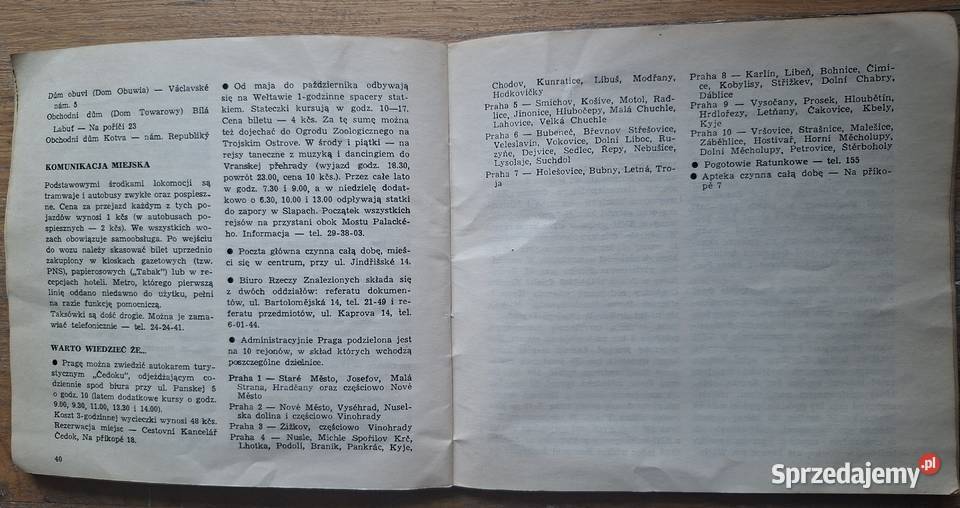 Dům obuvi (Dom Obuwia) — Václavské
nám. 5
Obchodní dům (Dom Towarowy) Bílá
Labuť — Na poříčí 23
Obchodní dům Kotva — nám. Republiký
KOMUNIKACJA MIEJSKA
Podstawowymi środkami lokomocji są
tramwaje i autobusy zwykłe oraz pospiesz-
ne. Cena za przejazd każdym z tych po-
jazdów wynosi 1 kčs (w autobusach po-
spiesznych — 2 kčs). We wszystkich wo-
zach obowiązuje samoobsługa. Po wejściu
do wozu należy skasować bilet uprzednio
zakupiony w kioskach gazetowych (tzw.
PNS), papierosowych („Tabak") lub w re-
cepcjach hoteli. Metro, którego pierwszą
linię oddano niedawno do użytku, pełni
na razie funkcję pomocniczą.
Taksówki są dość drogie. Można je zama-
wiać telefonicznie — tel. 24-24-41.
WARTO WIEDZIEĆ ŻE...
● Pragę można zwiedzić autokarem turys-
tycznym „Čedoku", odjeżdżającym co-
dziennie spod biura przy ul. Panskej 5
o godz. 10 (latem dodatkowe kursy o godz.
9.00, 9.30, 11.00, 13.30 i 14.00).
Koszt 3-godzinnej wycieczki wynosi 48 kčs.
Rezerwacja miejsc — Cestovní Kancelář
Čedok, Na příkopě 18.
40
● Od maja do października odbywają
się na Wełtawie 1-godzinne spacery stat-
kiem. Stateczki kursują w godz. 10—17.
Cena biletu — 4 kčs. Za tę sumę można
też dojechać do Ogrodu Zoologicznego na
Trojskim Ostrove. W środy i piątki — na
rejsy taneczne z muzyką i dancingiem do
Vranskej přehrady (wyjazd godz. 18.30,
powrót 23.00, cena 10 kčs.). Przez całe lato
w godz. 7.30 i 9.00, a w niedzielę dodat-
kowo o 6.30, 10.00 i 13.00 odpływają statki
do zapory w Slapach. Początek wszystkich
rejsów na przystani obok Mostu Palacké-
ho. Informacja — tel. 29-38-03.
● Poczta główna czynna całą dobę, mieś-
ci się w centrum, przy ul. Jindřišské 14.
● Biuro Rzeczy Znalezionych składa się
z dwóch oddziałów: referatu dokumen-
tów, ul. Bartolomějská 14, tel. 21-49 i re-
feratu przedmiotów, ul. Kaprova 14, tel.
6-01-44.
● Administracyjnie Praga podzielona jest
na 10 rejonów, w skład których wchodzą
poszczególne dzielnice.
Praha 1 — Staré Město, Josefov, Malá
Strana, Hradčany oraz częściowo Nové
Město
Praha 2 — Nové Město, Vyséhrad, Nusel-
ska dolina i częściowo Vinohrady
Praha 3 — Žižkov, częściowo Vinohrady
Praha 4 — Nusle, Michle Spořilov Krč,
Lhotka, Podolí, Branik, Pankrác, Kyje,
Chodov, Kunratice, Libuš, Modřany,
Hodkovičky
Praha 5 — Smichov, Košíve, Motol, Rad-
lice, Jinonice, Hlubočepy, Malá Chuchle,
Lahovice, Velká Chuchle
Praha 6 — Bubeneč, Břevnov Střešovice,
Veleslavín, Vokovice, Dolní Liboc, Ru-
zyńe, Dejvice, Sedlec, Řepy, Nebušice,
Lysolaje, Suchdol
Praha 7 — Holešovice, Bubny, Letná, Tro-
ja
Praha 8 — Karlín, Libeň, Bohnice, Čími-
ce, Kobylisy, Střížkev, Dolní Chabry,
Ďáblice
Praha 9 — Vysočany, Prosek, Hloubětín,
Hrdlořezy, Letňany, Čakovice, Kbely,
Kyje
Praha 10 — Vršovice, Strašnice, Malešice,
Záběhlice, Hostivař, Horní Měcholupy,
Dolní Měcholupy, Petrovice, Štěrboholy
● Pogotowie Ratunkowe — tel. 155
● Apteka czynna całą dobę — Na příko-
pě 7
Sprzedajemy.pl